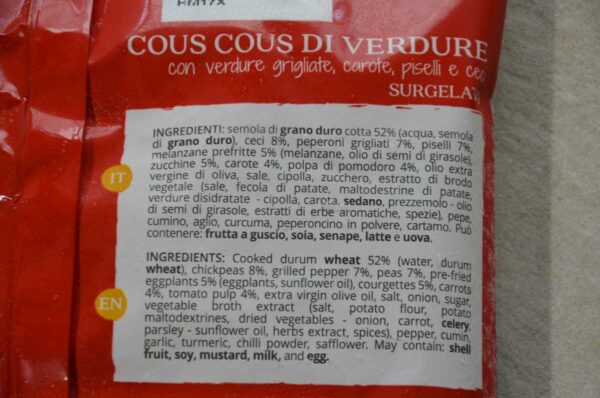 COUS COUS DI VERDURE
con verdure grigliate, carote, piselli e
IT
INGREDIENTI: semola di grano duro cotta 52% (acqua, semola
di grano duro), ceci 8%, peperoni grigliati 7%, piselli 7%,
melanzane prefritte 5% (melanzane, olio di semi di girasole),
zucchine 5%, carote 4%, polpa di pomodoro 4%, olio extra
vergine di oliva, sale, cipolla, zucchero, estratto di brodo
vegetale (sale, fecola di patate, maltodestrine di patate,
verdure disidratate - cipolla, carota, sedano, prezzemolo - olio
di semi di girasole, estratti di erbe aromatiche, spezie), pepe,
cumino, aglio, curcuma, peperoncino in polvere, cartamo. Può
contenere: frutta a guscio, soia, senape, latte e uova.
EN
INGREDIENTS: Cooked durum wheat 52% (water, durum
wheat), chickpeas 8%, grilled pepper 7%, peas 7%, pre-fried
eggplants 5% (eggplants, sunflower oil), courgettes 5%, carrots
4%, tomato pulp 4%, extra virgin olive oil, salt, onion, sugar,
vegetable broth extract (salt, potato flour, potato
maltodextrines, dried vegetables - onion, carrot, celery,
parsley - sunflower oil, herbs extract, spices), pepper, cumin,
garlic, turmeric, chilli powder, safflower. May contain: shell
fruit, soy, mustard, milk, and egg.